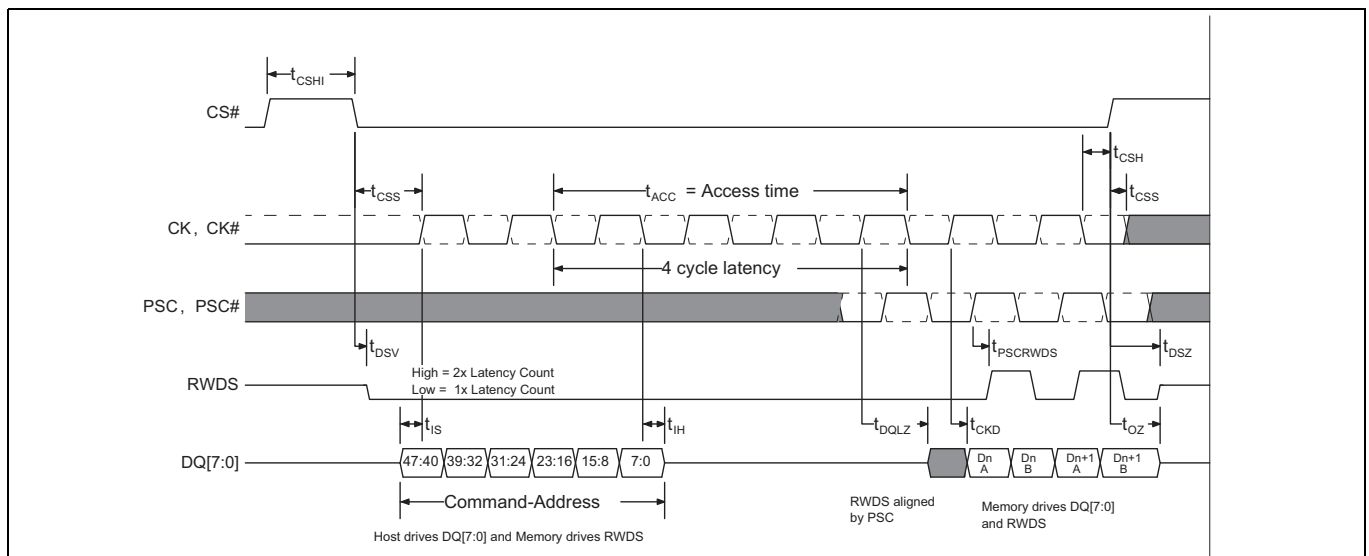 tCSHI
CS#
tCSH
tCSS
tACC = Access time
tCSS
CK, CK#
4 cycle latency
PSC, PSC#
tDSV
tPSCRWDS
tDSZ
High = 2x Latency Count
RWDS
Low = 1x Latency Count
tIS
tIH
tDQLZ
tCKD
tOZ
DQ[7:0]
47:40 39:32 31:24 23:16 15:8 7:0
Dn A
Dn B
Dn+1 A
Dn+1 B
Command-Address
RWDS aligned
by PSC
Memory drives DQ[7:0]
and RWDS
Host drives DQ[7:0] and Memory drives RWDS